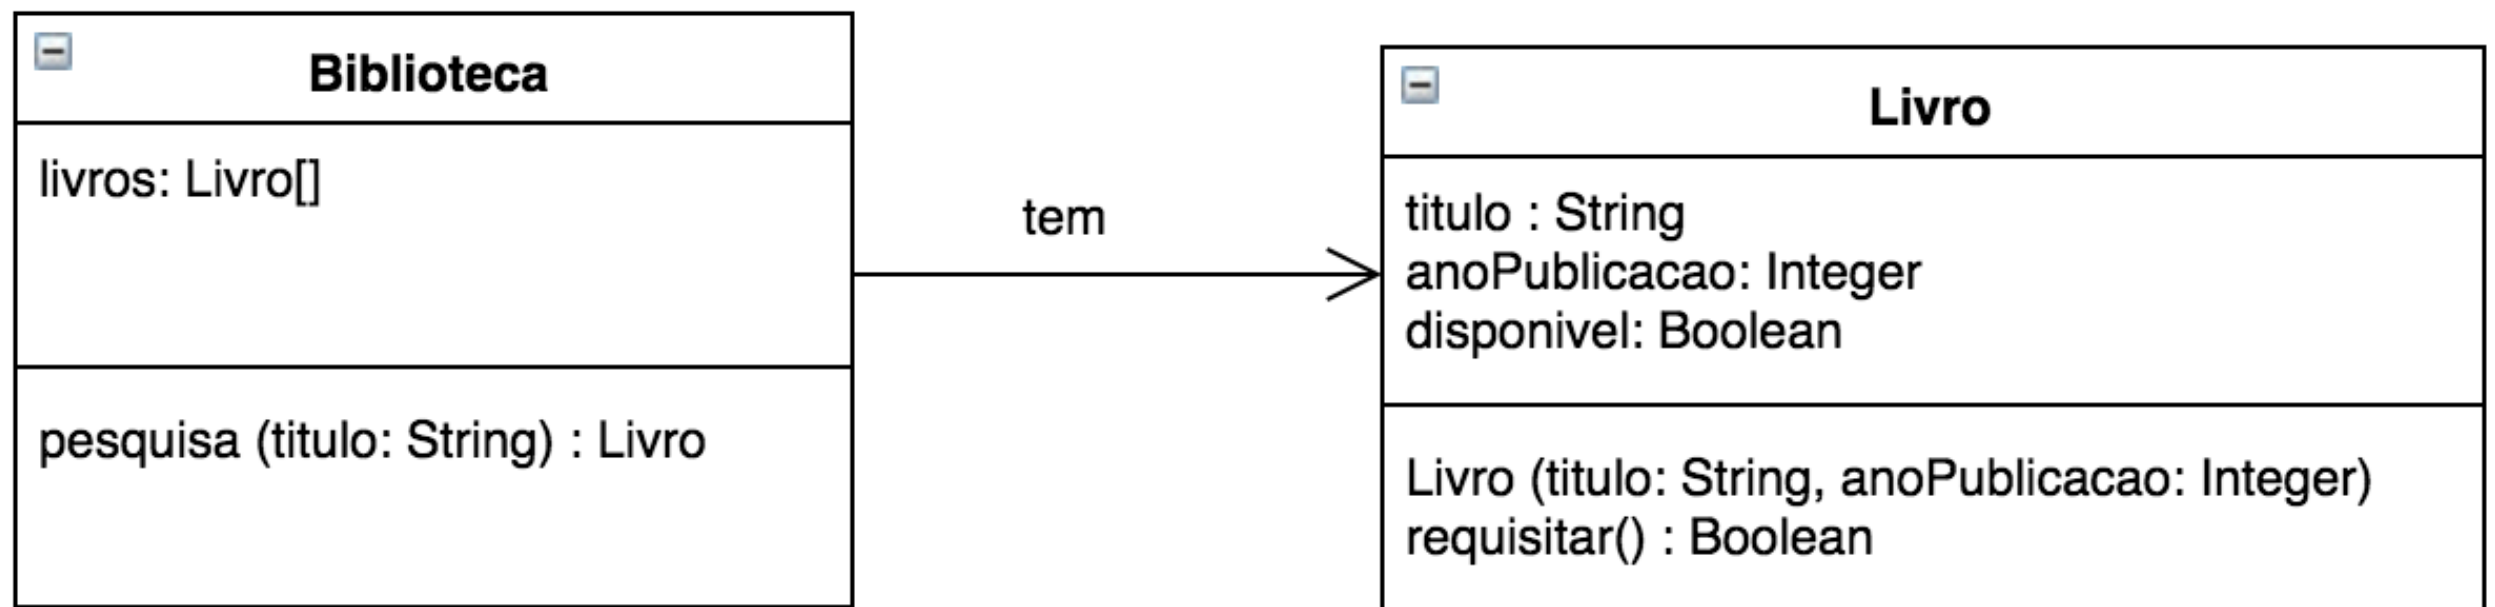 Biblioteca
livros: Livro[]
pesquisa (titulo: String) : Livro
tem
Livro
titulo : String
anoPublicacao: Integer
disponivel: Boolean
Livro (titulo: String, anoPublicacao: Integer)
requisitar() : Boolean